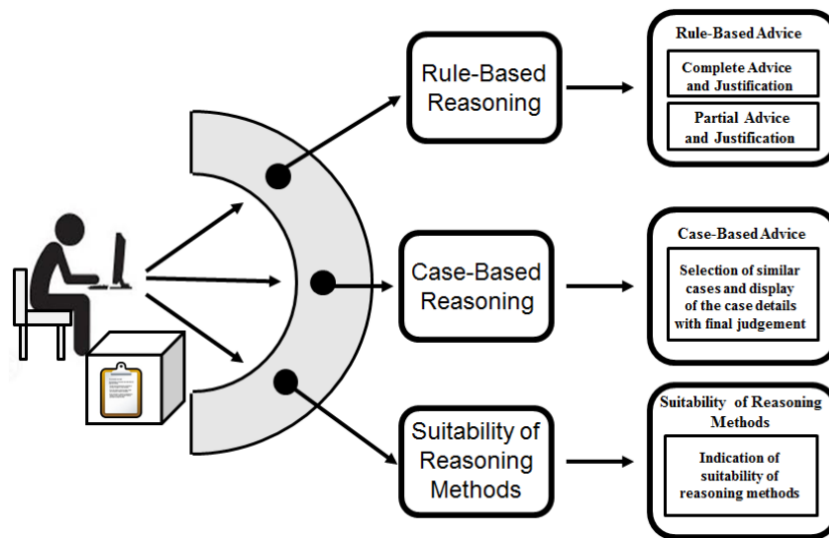 Rule-Based
Reasoning
Rule-Based Advice
Complete Advice
and Justification
Partial Advice
and Justification
Case-Based
Reasoning
Case-Based Advice
Selection of similar
cases and display
of the case details
with final judgement
Suitability of
Reasoning
Methods
Suitability of Reasoning
Methods
Indication of
suitability of
reasoning methods